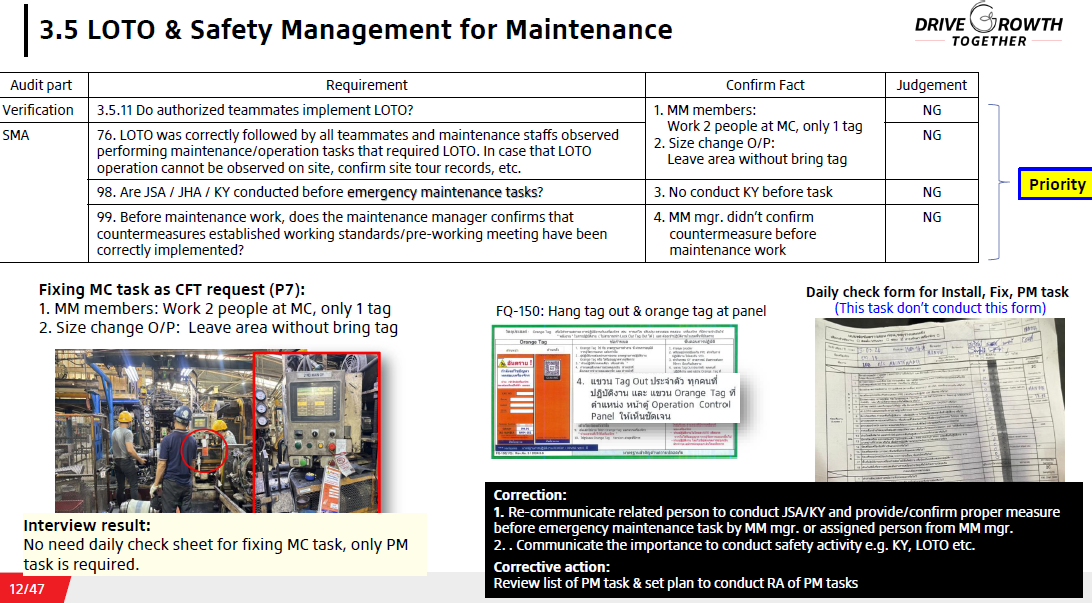 3.5 LOTO & Safety Management for Maintenance
DRIVE GROWTH
TOGETHER
Audit part
Requirement
Confirm Fact
Judgement
Verification
3.5.11 Do authorized teammates implement LOTO?
1. MM members:
Work 2 people at MC, only 1 tag
2. Size change O/P:
Leave area without bring tag
NG
SMA
76. LOTO was correctly followed by all teammates and maintenance staffs observed
performing maintenance/operation tasks that required LOTO. In case that LOTO
operation cannot be observed on site, confirm site tour records, etc.
NG
98. Are JSA / JHA / KY conducted before emergency maintenance tasks?
3. No conduct KY before task
NG
99. Before maintenance work, does the maintenance manager confirms that
countermeasures established working standards/pre-working meeting have been
correctly implemented?
4. MM mgr. didn't confirm
countermeasure before
maintenance work
NG
Priority
Fixing MC task as CFT request (P7):
1. MM members: Work 2 people at MC, only 1 tag
2. Size change O/P:  Leave area without bring tag
FQ-150: Hang tag out & orange tag at panel
Orange Tag
4. แขวน Tag Out ประจำตัว ทุกคนที่
ปฏิบัติงาน และ แขวน Orange Tag ที่
ตำแหน่ง หน้าตู้ Operation Control
Panel ให้เห็นชัดเจน
Daily check form for Install, Fix, PM task
(This task don't conduct this form)
Interview result:
No need daily check sheet for fixing MC task, only PM
task is required.
Correction:
1. Re-communicate related person to conduct JSA/KY and provide/confirm proper measure
before emergency maintenance task by MM mgr. or assigned person from MM mgr.
2. . Communicate the importance to conduct safety activity e.g. KY, LOTO etc.
Corrective action:
Review list of PM task & set plan to conduct RA of PM tasks
12/47